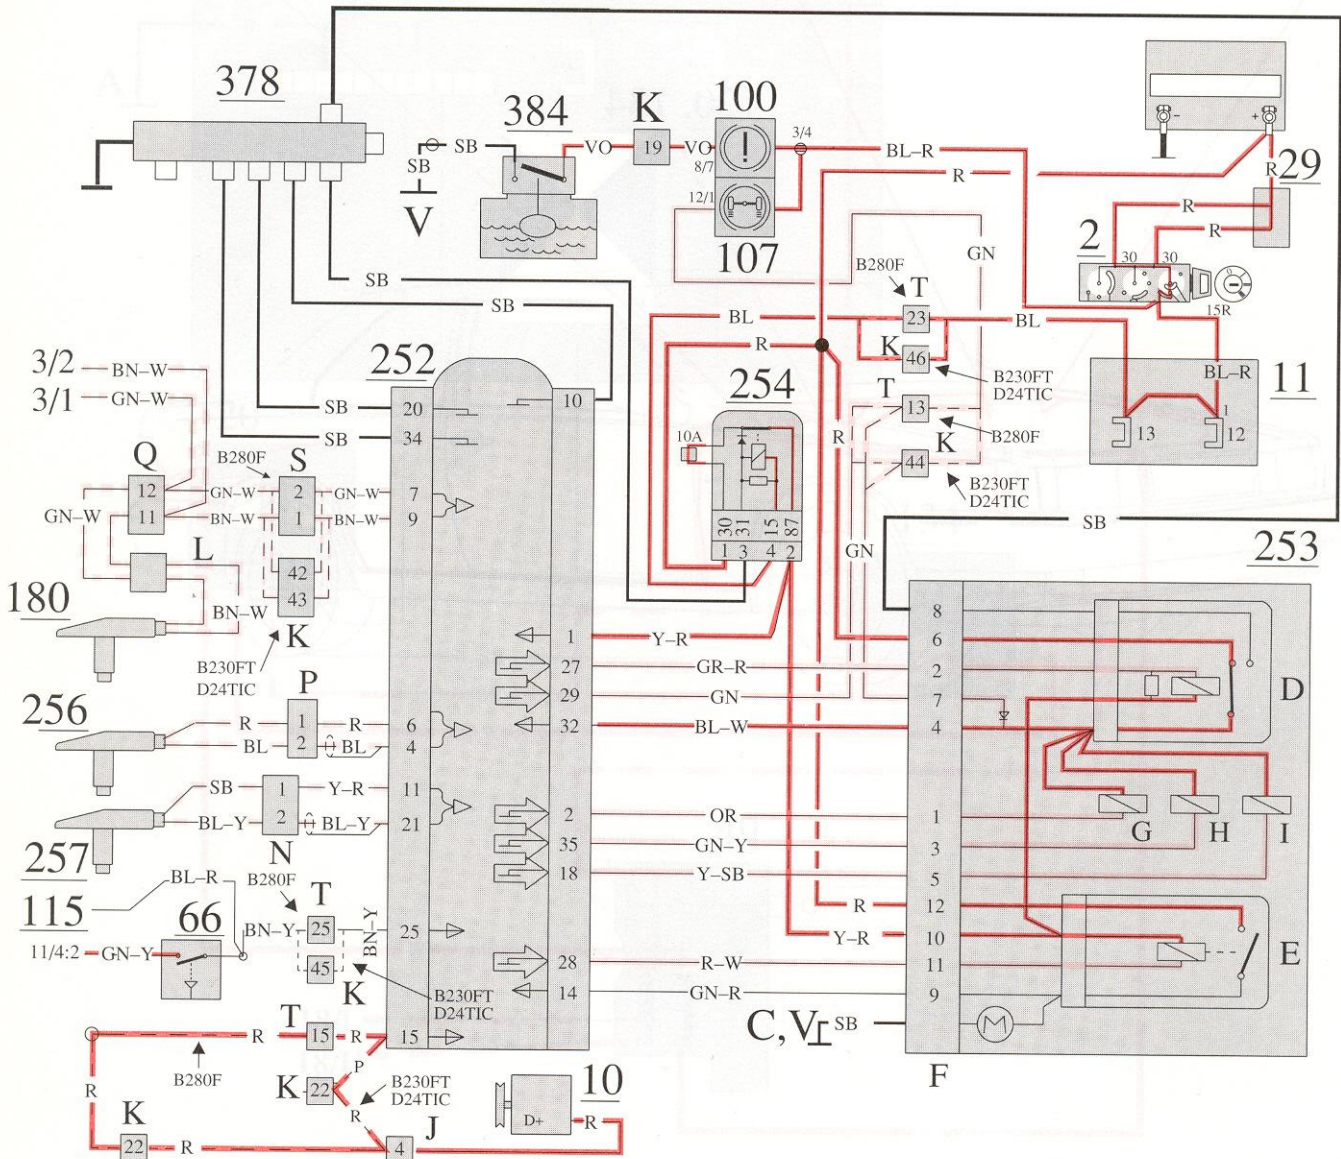 378
384
K
100
SB
SB
V
VO
19
VO
8/7
3/4
BL–R
12/1
107
R
– +
R
29
R
R
2
30 30
15R
GN
B280F
T
23
BL
BL
K
46
B230FT
D24TIC
R
SB
SB
3/2
BN–W
3/1
GN–W
252
20
34
10
SB
SB
254
10A
30 31 15 87
1 3 4 2
R
T
13
B280F
K
44
B230FT
D24TIC
BL–R
11
13
1
12
SB
GN
253
Q
12
11
GN–W
B280F
S
GN–W
2
GN–W
7
BN–W
1
BN–W
9
L
42
43
K
BN–W
B230FT
D24TIC
180
P
256
R
1
R
6
BL
2
BL
4
SB
1
Y–R
11
BL–Y
2
BL–Y
21
N
257
BL–R
115
66
B280F
T
BN–Y
25
BN–Y
25
11/4:2
GN–Y
45
K
B230FT
D24TIC
1
Y–R
27
GR–R
29
GN
32
BL–W
2
OR
35
GN–Y
18
Y–SB
R
Y–R
28
R–W
14
GN–R
8
6
2
7
4
1
3
5
12
10
11
9
D
G
H
I
E
M
C,V
SB
F
T
R
15
R
15
B280F
P
K
22
B230FT
D24TIC
R
R
K
22
R
J
4
10
D+
R